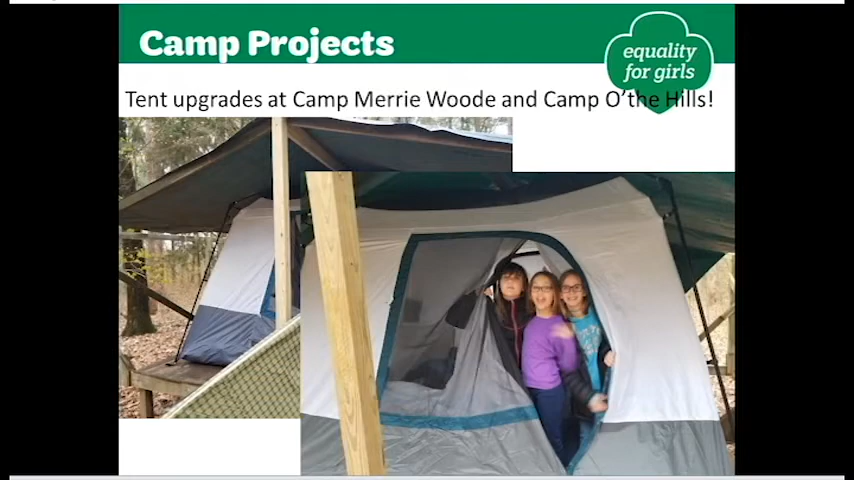 Camp Projects
equality
for girls
Tent upgrades at Camp Merrie Woode and Camp O'the Hills!